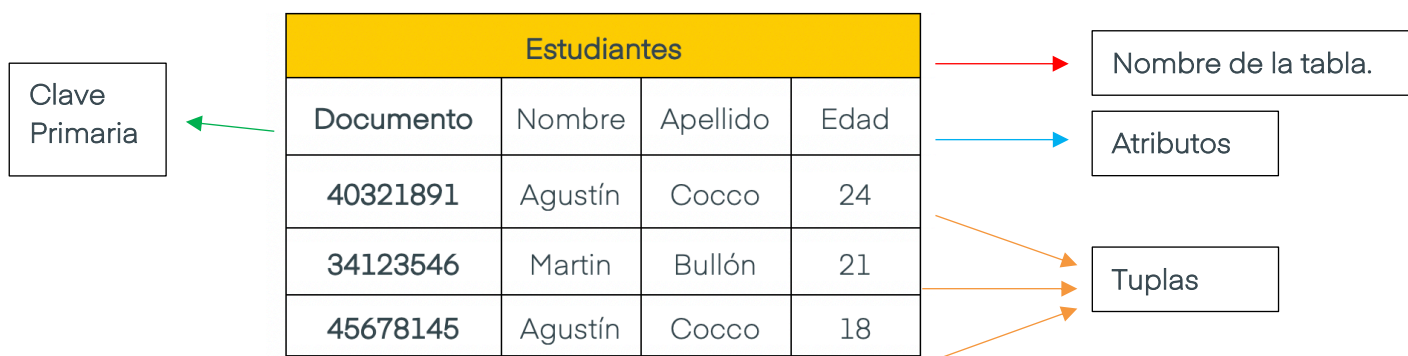 Estudiantes
Nombre de la tabla.
Clave
Primaria
Documento Nombre Apellido Edad
Atributos
40321891 Agustín Cocco 24
34123546 Martin Bullón 21
Tuplas
45678145 Agustín Cocco 18